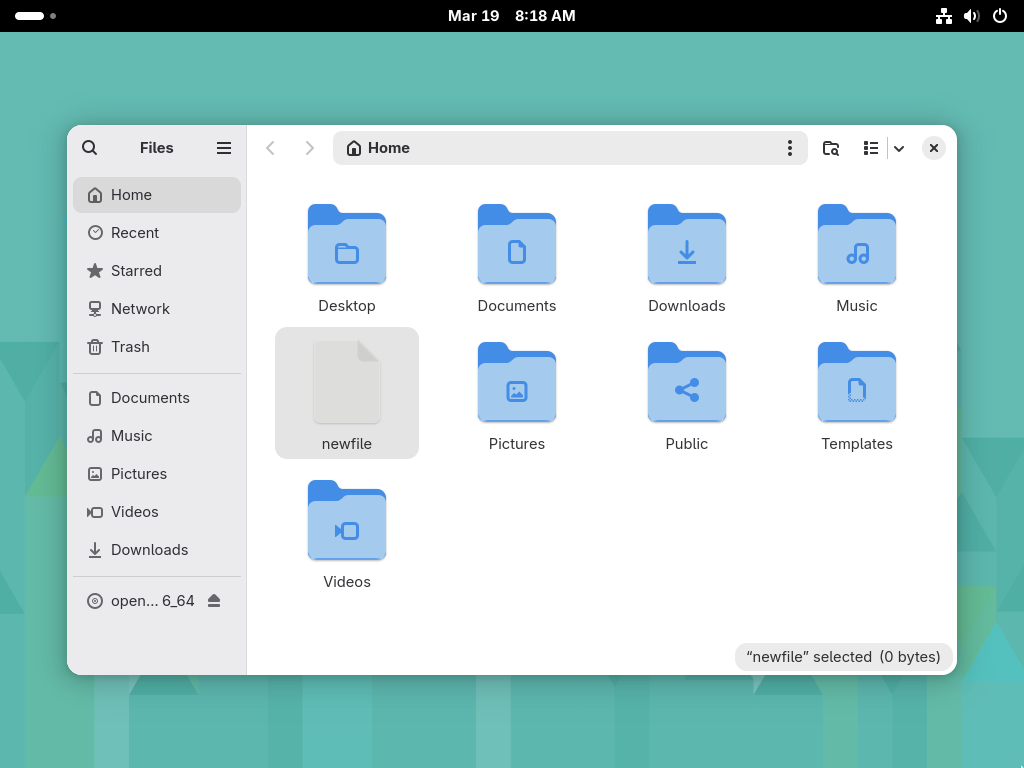 Mar 19 8:18 AM
Files
Home
Home
Recent
Starred
Network
Trash
Documents
Music
Pictures
Videos
Downloads
open... 6_64
Desktop
Documents
Downloads
Music
newfile
Pictures
Public
Templates
Videos
“newfile” selected (0 bytes)